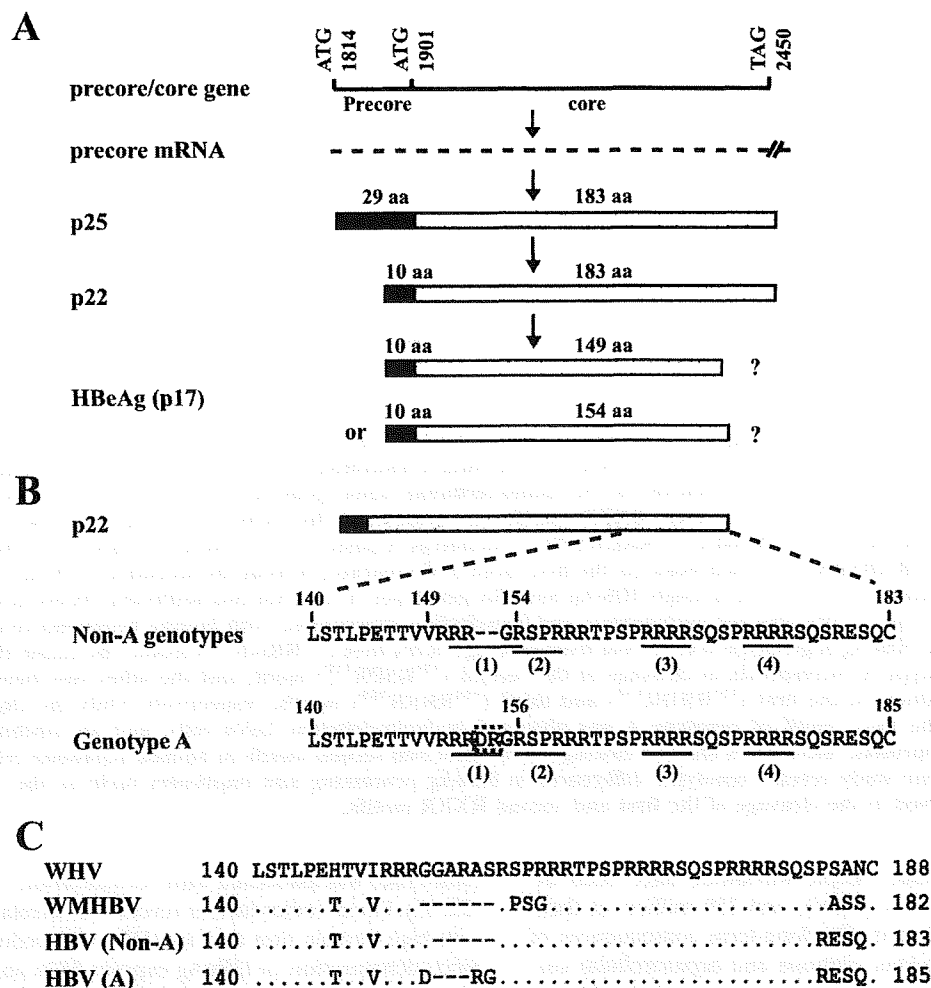 A
ATG 1814
ATG 1901
TAG 2450
precore/core gene
Precore core
precore mRNA
29 aa 183 aa
p25
10 aa 183 aa
p22
10 aa 149 aa
?
HBeAg (p17)
10 aa 154 aa
or ?
B
p22
140 149 154 183
Non-A genotypes LSTLPETTVVRRR--GRSPRRRTPSPRRRRSQSPRRRRSQSRESQC
(1) (2) (3) (4)
140 156 185
Genotype A LSTLPETTVVRRRDRGRSPRRRTPSPRRRRSQSPRRRRSQSRESQC
(1) (2) (3) (4)
C
WHV 140 LSTLPEHTVIRRRGGARASRSPRRRTPSPRRRRSQSPRRRRSQSPSANC 188
WMHBV 140 ......T..V...------.PSG......................ASS. 182
HBV (Non-A) 140 ......T..V...------.........................RESQ. 183
HBV (A) 140 ......T..V...D---RG.........................RESQ. 185